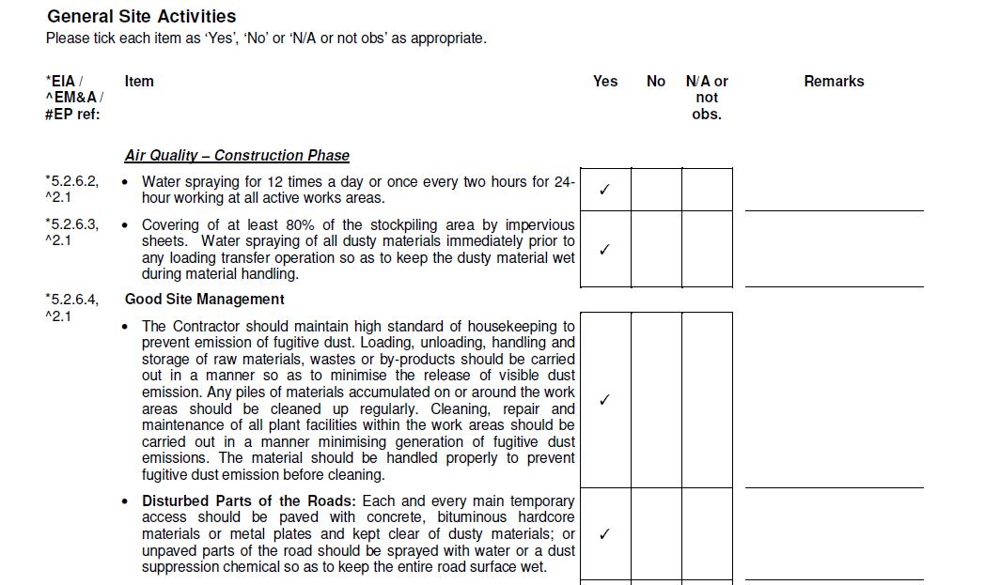 General Site Activities
Please tick each item as ‘Yes’, ‘No’ or ‘N/A or not obs’ as appropriate.
*EIA / Item Yes No N/A or Remarks
^EM&A / not
#EP ref: obs.
Air Quality – Construction Phase
*5.2.6.2, • Water spraying for 12 times a day or once every two hours for 24-
^2.1 hour working at all active works areas. ✓
*5.2.6.3, • Covering of at least 80% of the stockpiling area by impervious
^2.1 sheets. Water spraying of all dusty materials immediately prior to
any loading transfer operation so as to keep the dusty material wet ✓
during material handling.
*5.2.6.4, Good Site Management
^2.1
• The Contractor should maintain high standard of housekeeping to
prevent emission of fugitive dust. Loading, unloading, handling and
storage of raw materials, wastes or by-products should be carried
out in a manner so as to minimise the release of visible dust
emission. Any piles of materials accumulated on or around the work ✓
areas should be cleaned up regularly. Cleaning, repair and
maintenance of all plant facilities within the work areas should be
carried out in a manner minimising generation of fugitive dust
emissions. The material should be handled properly to prevent
fugitive dust emission before cleaning.
• Disturbed Parts of the Roads: Each and every main temporary
access should be paved with concrete, bituminous hardcore
materials or metal plates and kept clear of dusty materials; or ✓
unpaved parts of the road should be sprayed with water or a dust
suppression chemical so as to keep the entire road surface wet.